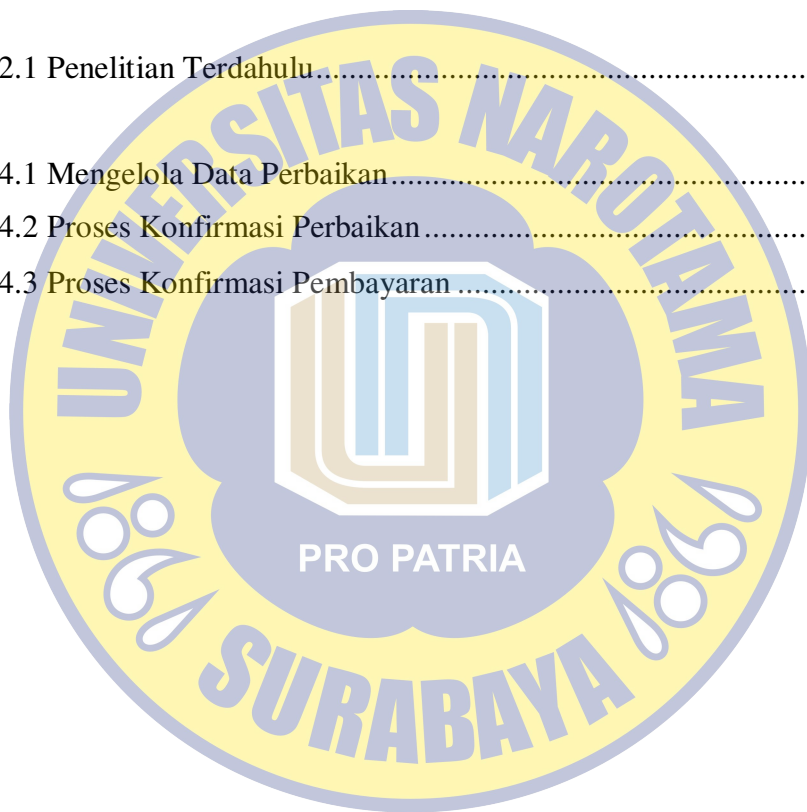 2.1 Penelitian Terdahulu............................................................
4.1 Mengelola Data Perbaikan...................................................
4.2 Proses Konfirmasi Perbaikan...............................................
4.3 Proses Konfirmasi Pembayaran ...........................................
UNIVERSITAS NAROTAMA
PRO PATRIA
SURABAYA